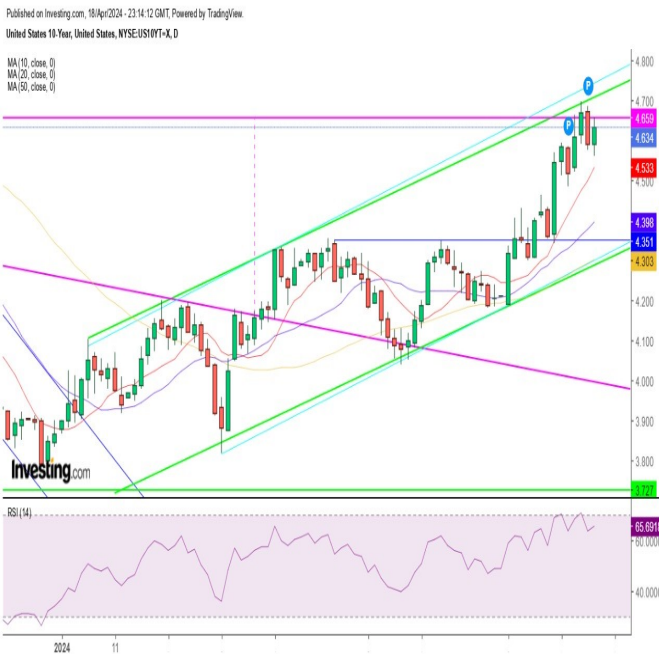 Published on Investing.com, 18/Apr/2024 - 23:14:12 GMT, Powered by TradingView.
United States 10-Year, United States, NYSE:US10YT=X, D
MA (10, close, 0)
MA (20, close, 0)
MA (50, close, 0)
4.800
P
4.700
4.659
P
4.634
4.533
4.500
4.398
4.351
4.303
4.200
4.100
4.000
3.900
3.800
Investing.com
3.727
RSI (14)
65.6918
60.0000
40.0000
2024
11